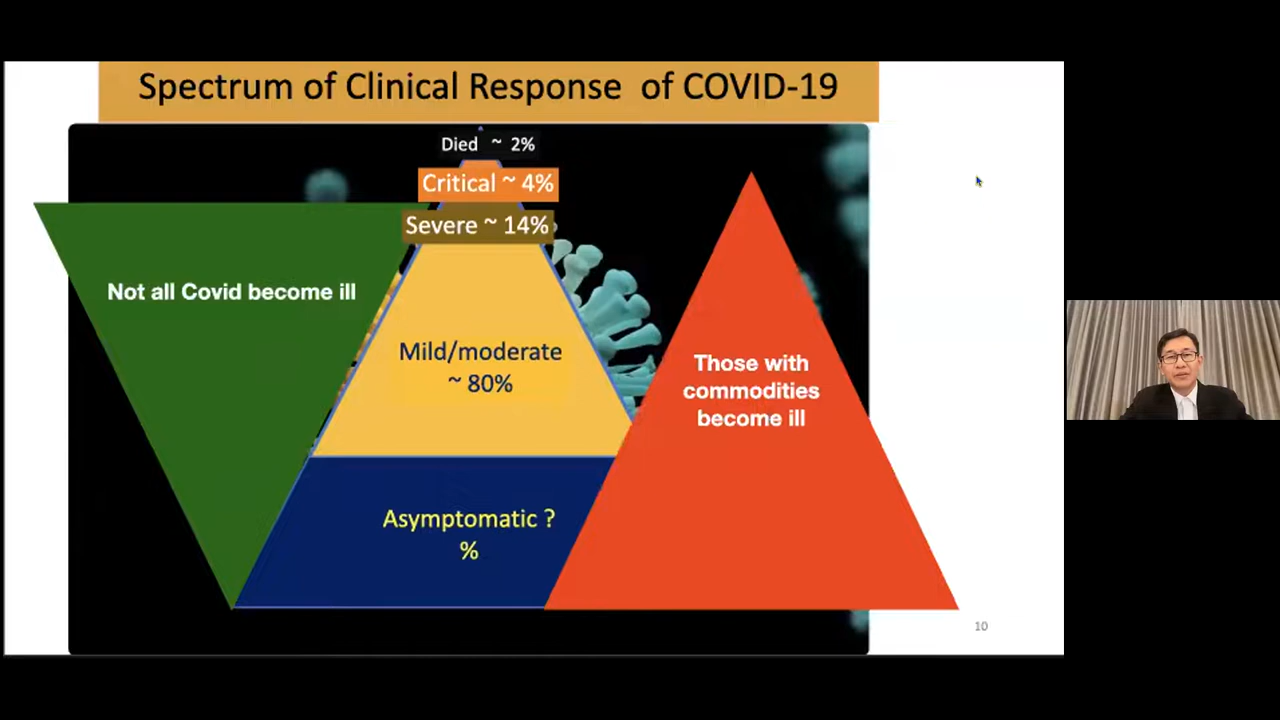 Spectrum of Clinical Response of COVID-19
Died ~ 2%
Critical ~ 4%
Severe ~ 14%
Not all Covid become ill
Mild/moderate
~ 80%
Those with
commodities
become ill
Asymptomatic ?
%
10